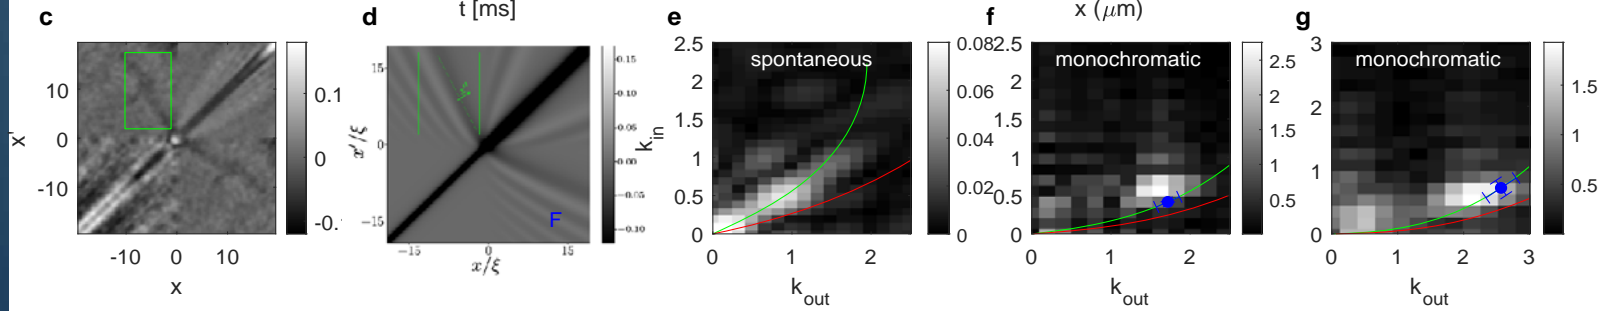 c
d
t [ms]
e
f
x (μm)
g
10
0
-10
x'
-10 0 10
x
0.1
0
-0.
15
0
-15
x'/ξ
-15 0 15
x/ξ
F
0.15
0.10
0.05
0.00
-0.05
-0.10
k_in
2.5
2
1.5
1
0.5
0
spontaneous
0 1 2
k_out
0.08
0.06
0.04
0.02
0
2.5
2
1.5
1
0.5
0
monochromatic
0 1 2
k_out
2.5
2
1.5
1
0.5
3
2
1
0
monochromatic
0 1 2 3
k_out
1.5
1
0.5